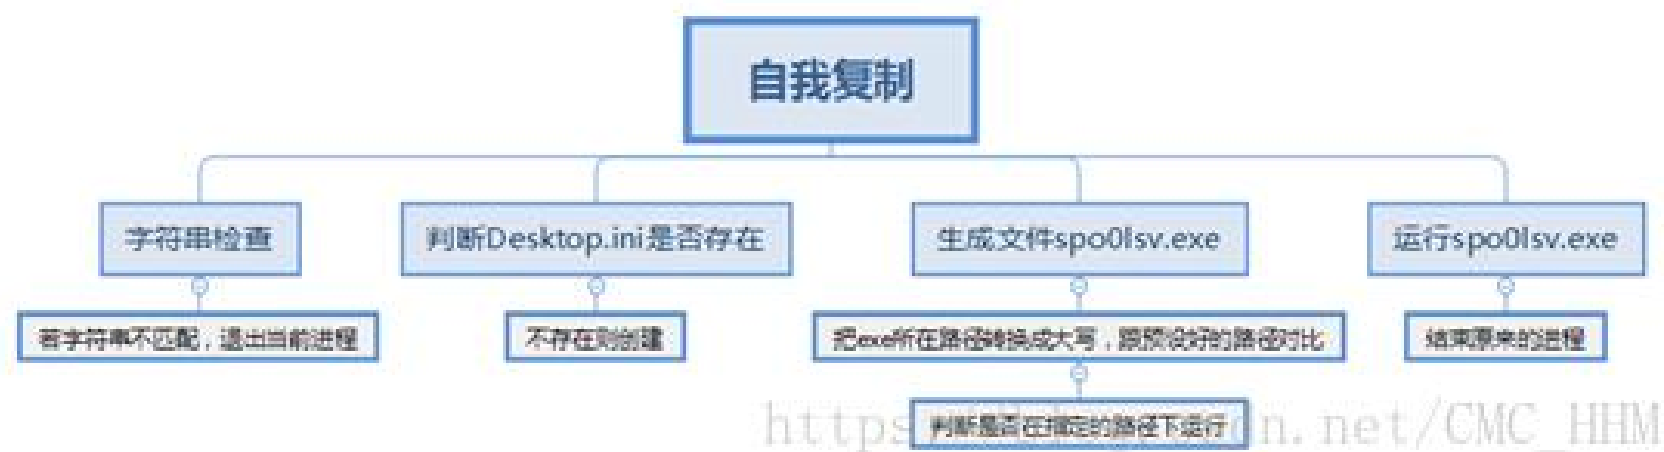 自我复制
字符串检查
判断Desktop.ini是否存在
生成文件spo0lsv.exe
运行spo0lsv.exe
若字符串不匹配，退出当前进程
不存在则创建
把exe所在路径转换成大写，跟预设好的路径对比
结束原来的进程
判断是否在指定的路径下运行
https dn.net/CMC_HHM